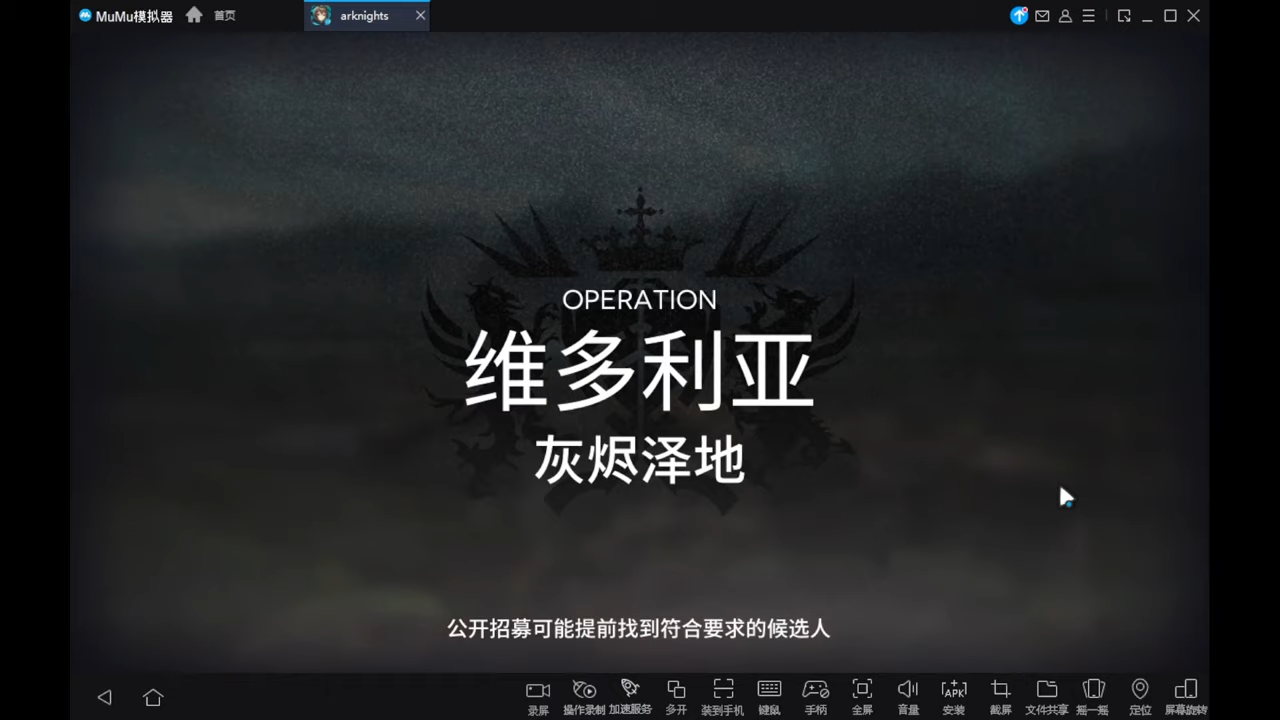 MuMu模拟器
首页
arknights
OPERATION
维多利亚
灰烬泽地
公开招募可能提前找到符合要求的候选人
录屏
操作录制
加速服务
多开
装到手机
键鼠
手柄
全屏
音量
APK
安装
截屏
文件共享
摇一摇
定位
屏幕旋转